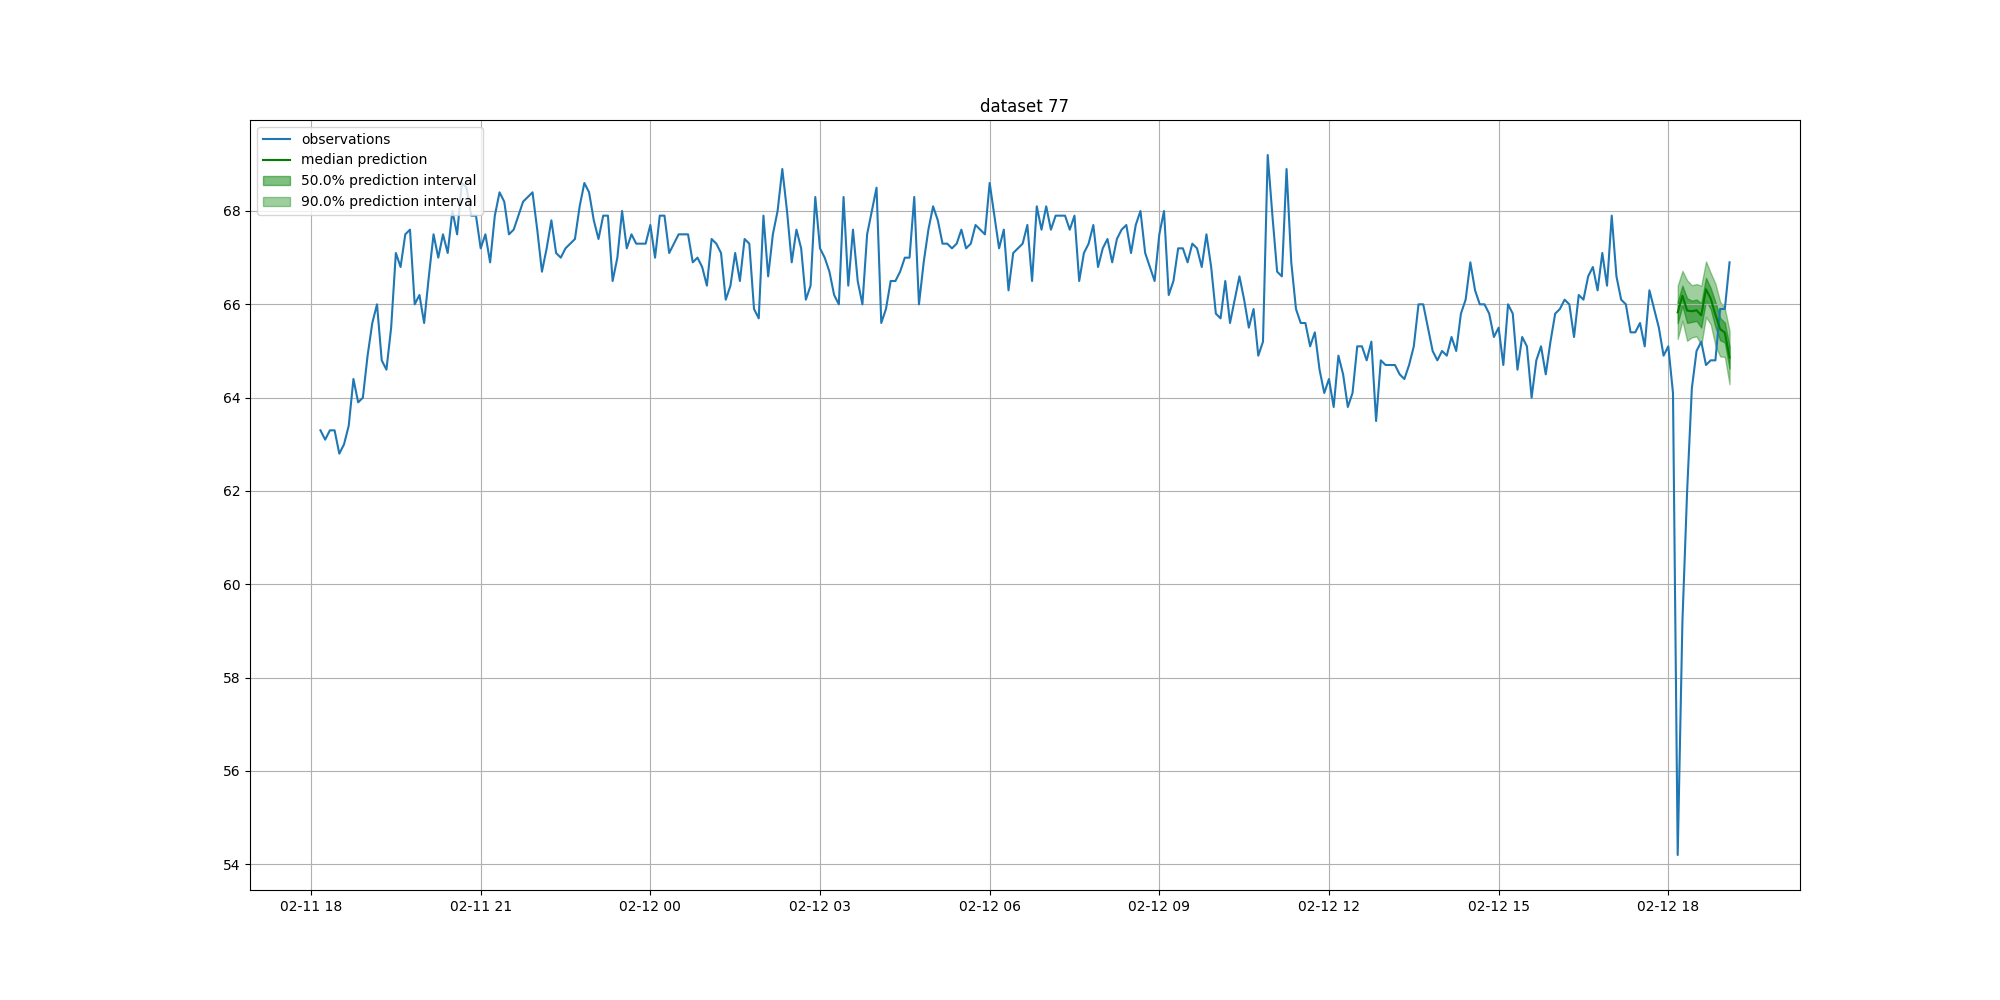 dataset 77
observations
median prediction
50.0% prediction interval
90.0% prediction interval
68
66
64
62
60
58
56
54
02-11 18 02-11 21 02-12 00 02-12 03 02-12 06 02-12 09 02-12 12 02-12 15 02-12 18